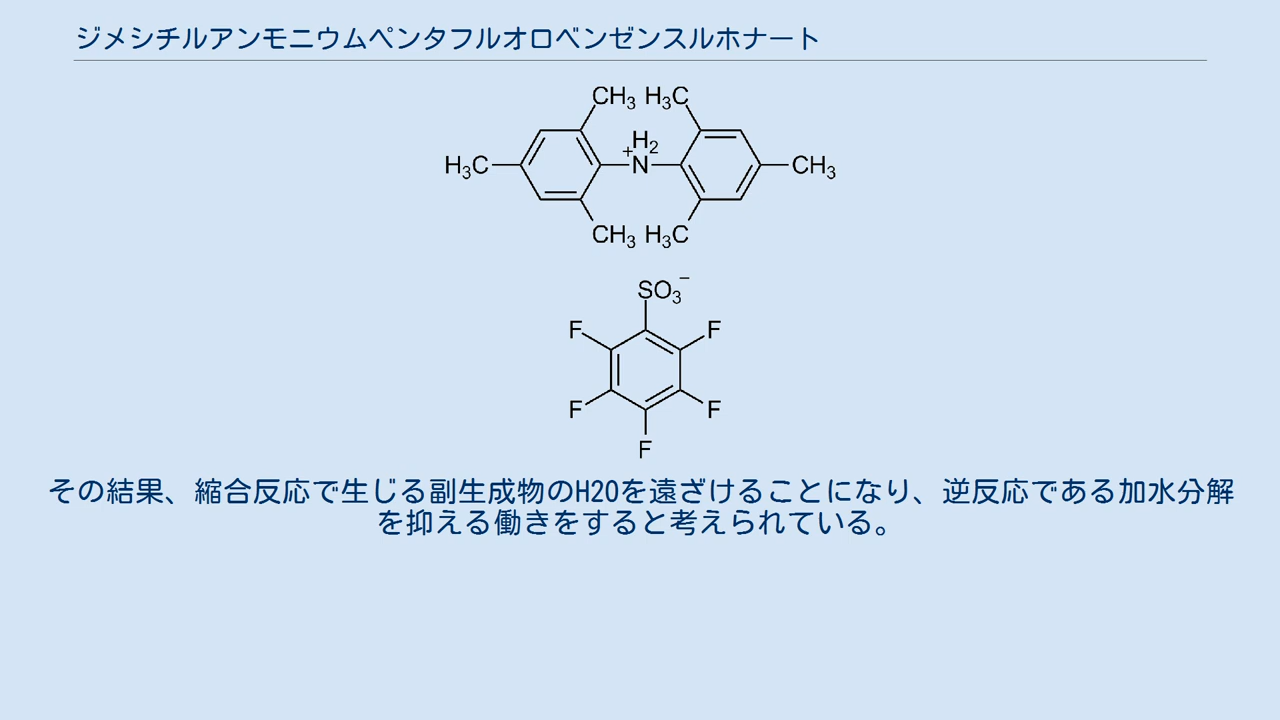 ジメシチルアンモニウムペンタフルオロベンゼンスルホナート
CH3 H3C
H2
H3C +N CH3
CH3 H3C
SO3−
F F
F F
F
その結果、縮合反応で生じる副生成物のH2Oを遠ざけることになり、逆反応である加水分解
を抑える働きをすると考えられている。